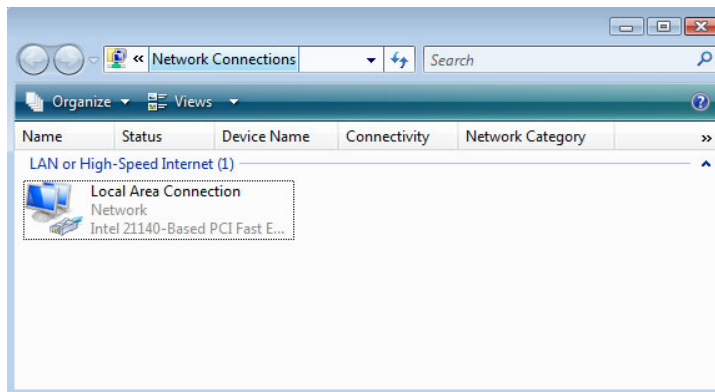 « Network Connections Search
Organize Views ?
Name Status Device Name Connectivity Network Category »
LAN or High-Speed Internet (1)
Local Area Connection
Network
Intel 21140-Based PCI Fast E...